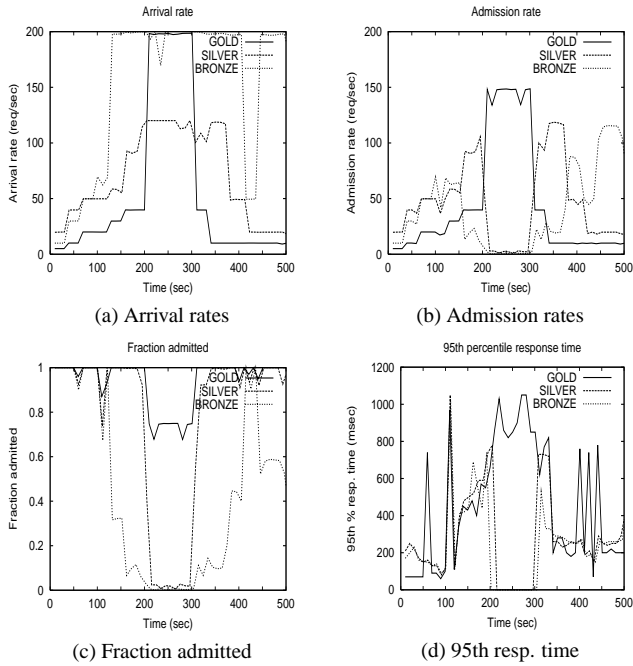 Arrival rate
GOLD
SILVER
BRONZE
Arrival rate (req/sec)
200
150
100
50
0
0 100 200 300 400 500
Time (sec)
(a) Arrival rates
Admission rate
GOLD
SILVER
BRONZE
Admission rate (req/sec)
200
150
100
50
0
0 100 200 300 400 500
Time (sec)
(b) Admission rates
Fraction admitted
GOLD
SILVER
BRONZE
Fraction admitted
1
0.8
0.6
0.4
0.2
0
0 100 200 300 400 500
Time (sec)
(c) Fraction admitted
95th percentile response time
GOLD
SILVER
BRONZE
95th % resp. time (msec)
1200
1000
800
600
400
200
0
0 100 200 300 400 500
Time (sec)
(d) 95th resp. time